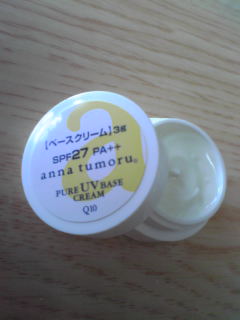 【ベースクリーム】3g
SPF27 PA++
anna tumoru®
PURE UV BASE
CREAM
Q10